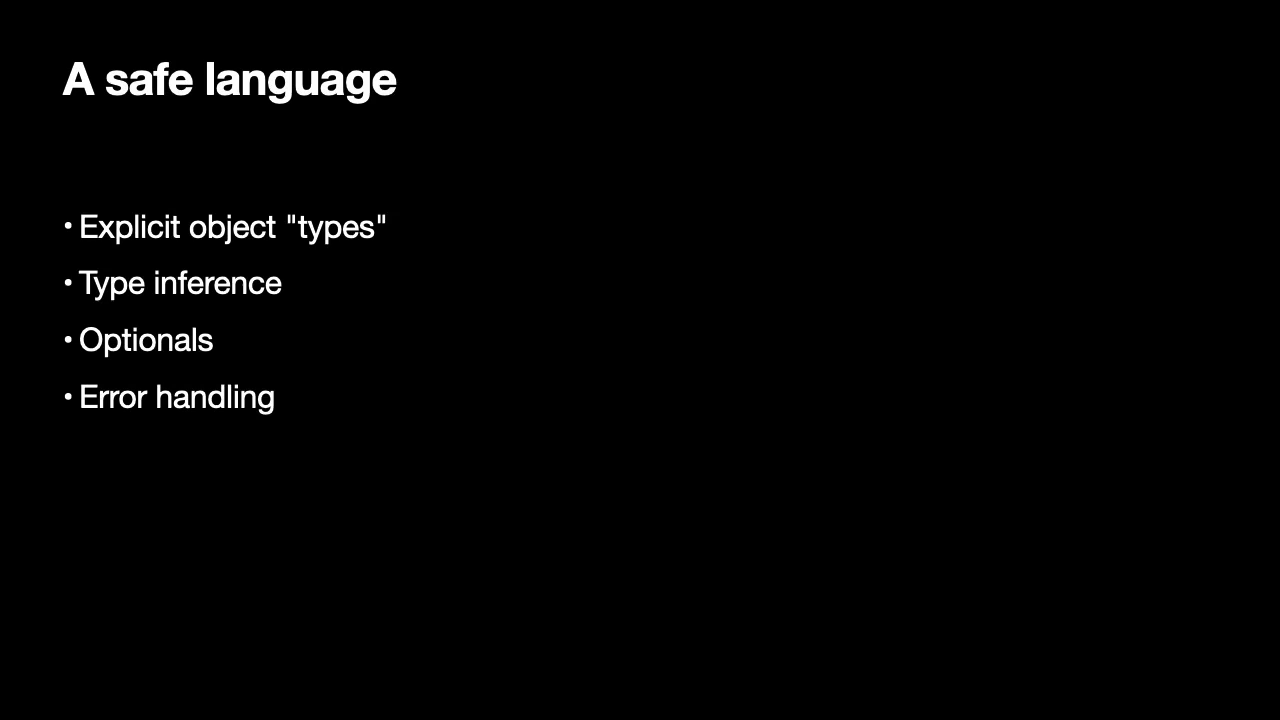 A safe language
• Explicit object "types"
• Type inference
• Optionals
• Error handling